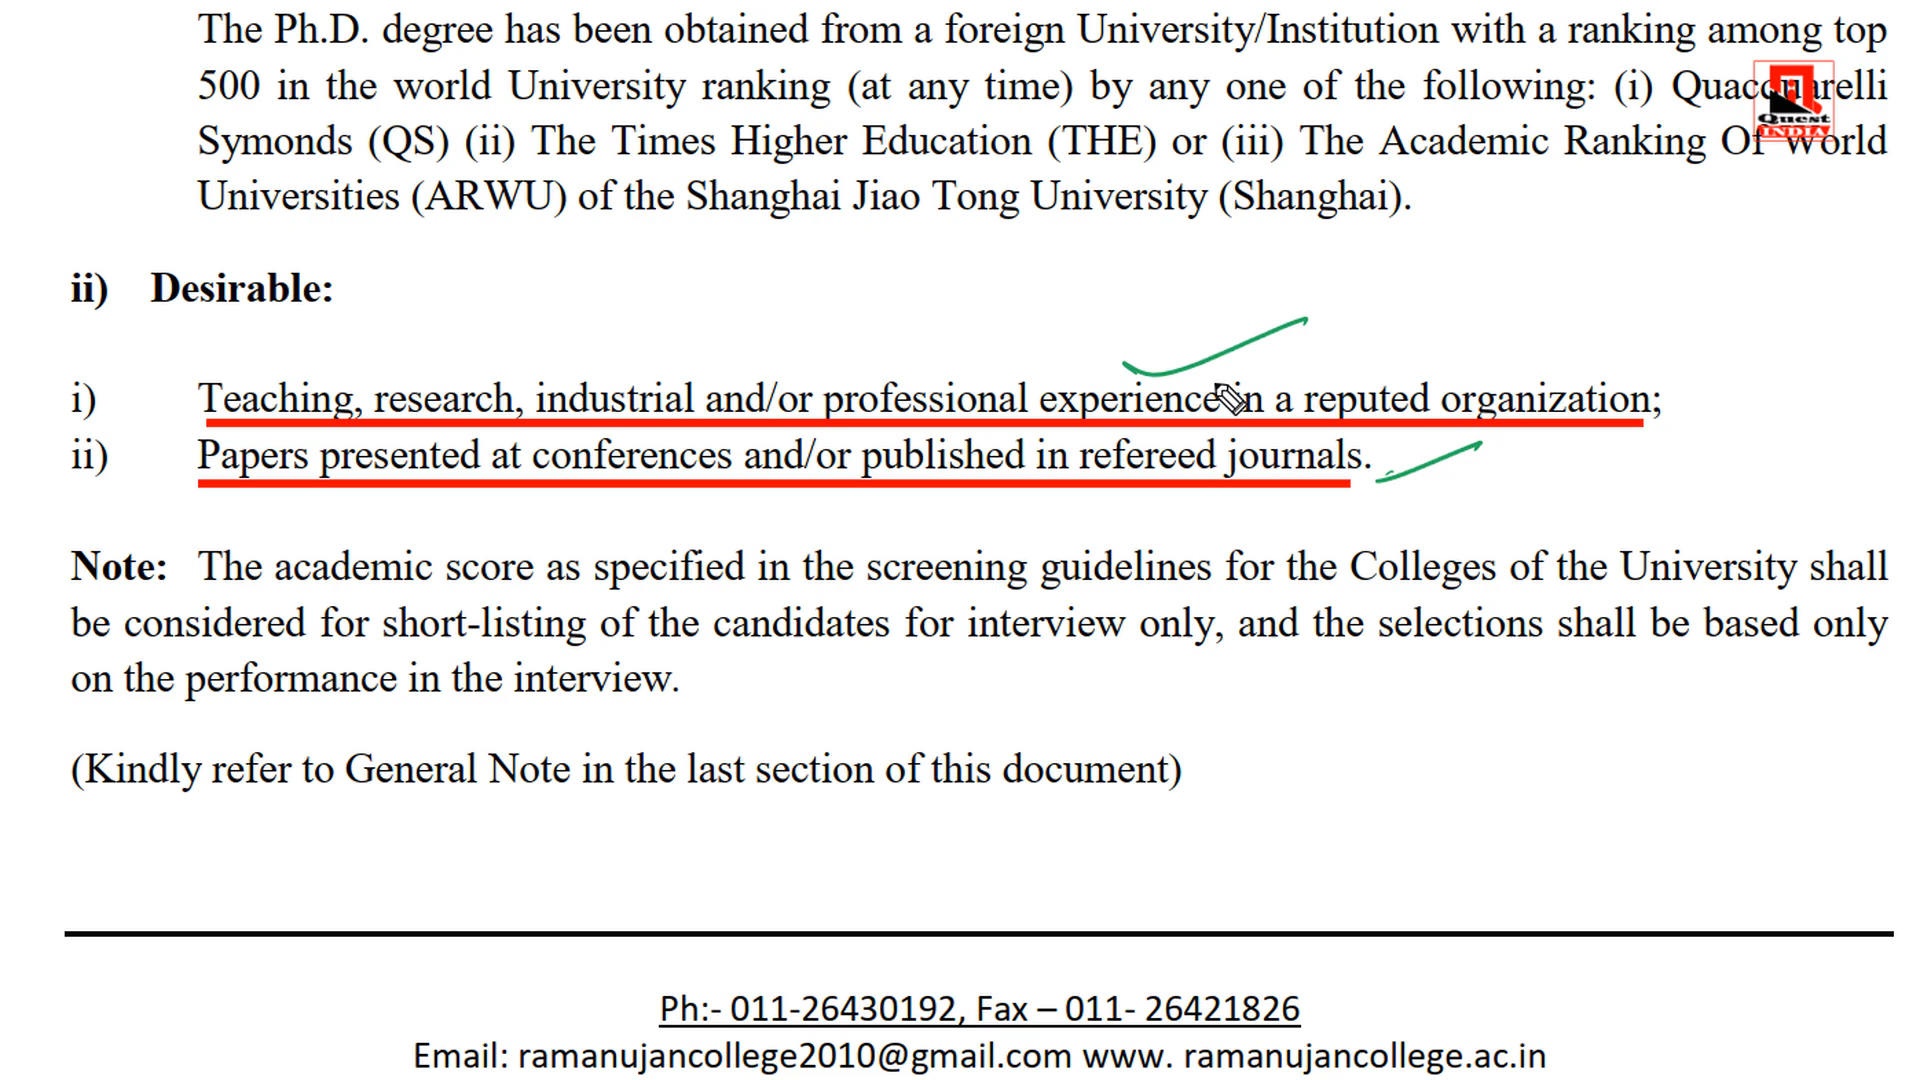 The Ph.D. degree has been obtained from a foreign University/Institution with a ranking among top
500 in the world University ranking (at any time) by any one of the following: (i) Quacquarelli
Symonds (QS) (ii) The Times Higher Education (THE) or (iii) The Academic Ranking Of World
Universities (ARWU) of the Shanghai Jiao Tong University (Shanghai).
Quest
INDIA
ii) Desirable:
i) Teaching, research, industrial and/or professional experience in a reputed organization;
ii) Papers presented at conferences and/or published in refereed journals.
Note: The academic score as specified in the screening guidelines for the Colleges of the University shall
be considered for short-listing of the candidates for interview only, and the selections shall be based only
on the performance in the interview.
(Kindly refer to General Note in the last section of this document)
Ph:- 011-26430192, Fax – 011- 26421826
Email: ramanujancollege2010@gmail.com www. ramanujancollege.ac.in